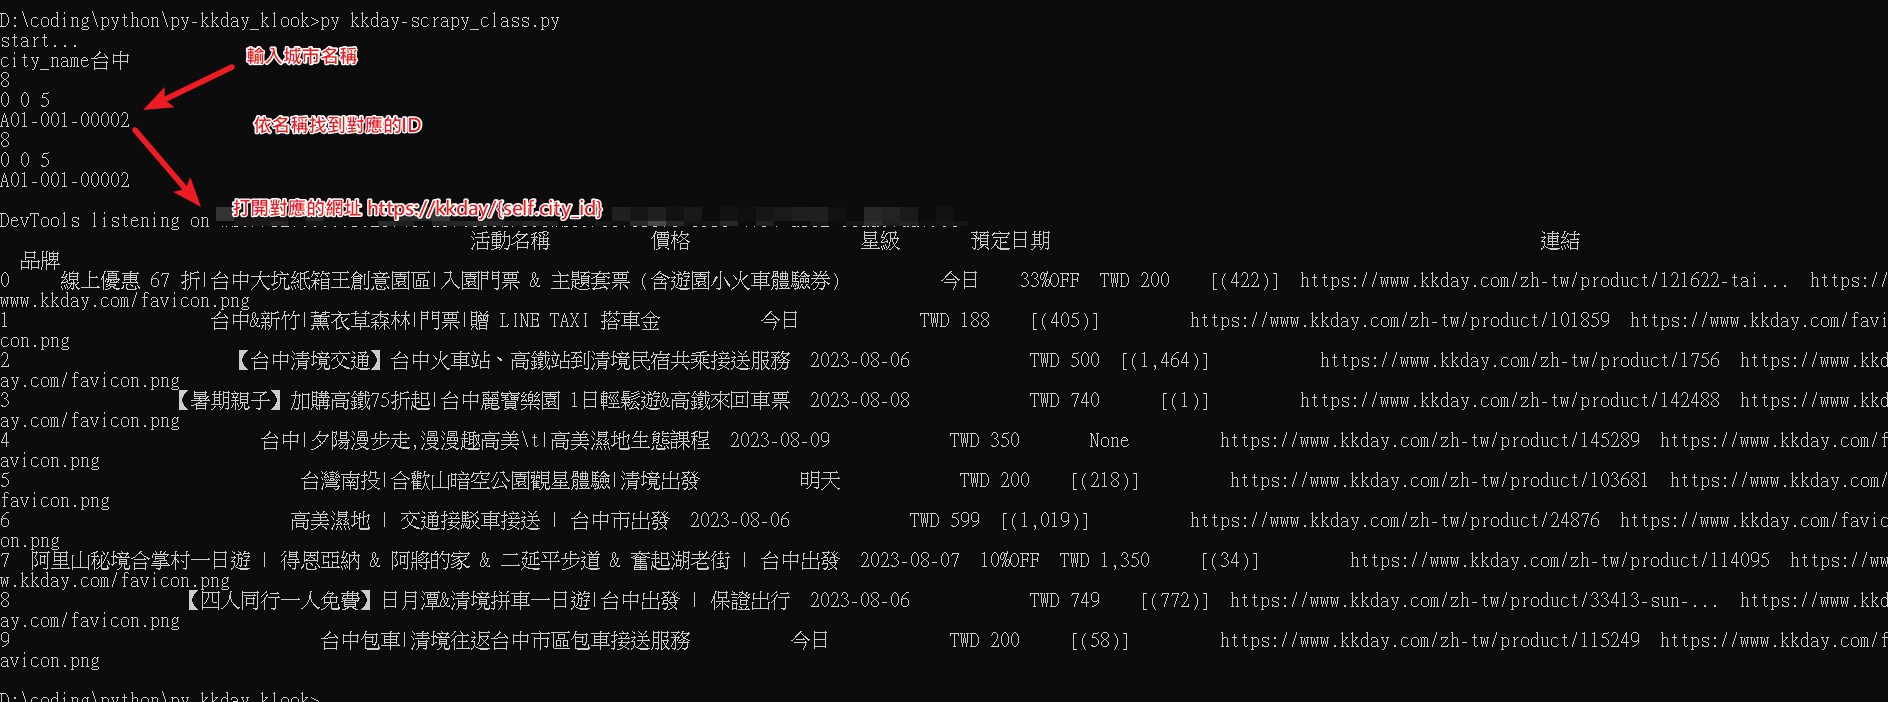 D:\coding\python\py-kkday_klook>py kkday-scrapy_class.py
start...
city_name台中
輸入城市名稱
8
0 0 5
A01-001-00002
依名稱找到對應的ID
8
0 0 5
A01-001-00002
打開對應的網址 https://kkday/{self.city_id}
DevTools listening on
活動名稱 價格 星級 預定日期 連結
品牌
0 線上優惠 67 折|台中大坑紙箱王創意園區|入園門票 & 主題套票 (含遊園小火車體驗券) 今日 33%OFF TWD 200 [(422)] https://www.kkday.com/zh-tw/product/121622-tai... https://
www.kkday.com/favicon.png
1 台中&新竹|薰衣草森林|門票|贈 LINE TAXI 搭車金 今日 TWD 188 [(405)] https://www.kkday.com/zh-tw/product/101859 https://www.kkday.com/favi
con.png
2 【台中清境交通】台中火車站、高鐵站到清境民宿共乘接送服務 2023-08-06 TWD 500 [(1,464)] https://www.kkday.com/zh-tw/product/1756 https://www.kkd
ay.com/favicon.png
3 【暑期親子】加購高鐵75折起|台中麗寶樂園 1日輕鬆遊&高鐵來回車票 2023-08-08 TWD 740 [(1)] https://www.kkday.com/zh-tw/product/142488 https://www.kkd
ay.com/favicon.png
4 台中|夕陽漫步走,漫漫趣高美\t|高美濕地生態課程 2023-08-09 TWD 350 None https://www.kkday.com/zh-tw/product/145289 https://www.kkday.com/f
avicon.png
5 台灣南投|合歡山暗空公園觀星體驗|清境出發 明天 TWD 200 [(218)] https://www.kkday.com/zh-tw/product/103681 https://www.kkday.com/
favicon.png
6 高美濕地 | 交通接駁車接送 | 台中市出發 2023-08-06 TWD 599 [(1,019)] https://www.kkday.com/zh-tw/product/24876 https://www.kkday.com/favic
on.png
7 阿里山秘境合掌村一日遊 | 得恩亞納 & 阿將的家 & 二延平步道 & 奮起湖老街 | 台中出發 2023-08-07 10%OFF TWD 1,350 [(34)] https://www.kkday.com/zh-tw/product/114095 https://ww
w.kkday.com/favicon.png
8 【四人同行一人免費】日月潭&清境拼車一日遊|台中出發 | 保證出行 2023-08-06 TWD 749 [(772)] https://www.kkday.com/zh-tw/product/33413-sun-... https://www.kkd
ay.com/favicon.png
9 台中包車|清境往返台中市區包車接送服務 今日 TWD 200 [(58)] https://www.kkday.com/zh-tw/product/115249 https://www.kkday.com/f
avicon.png
D:\coding\python\py-kkday_klook>